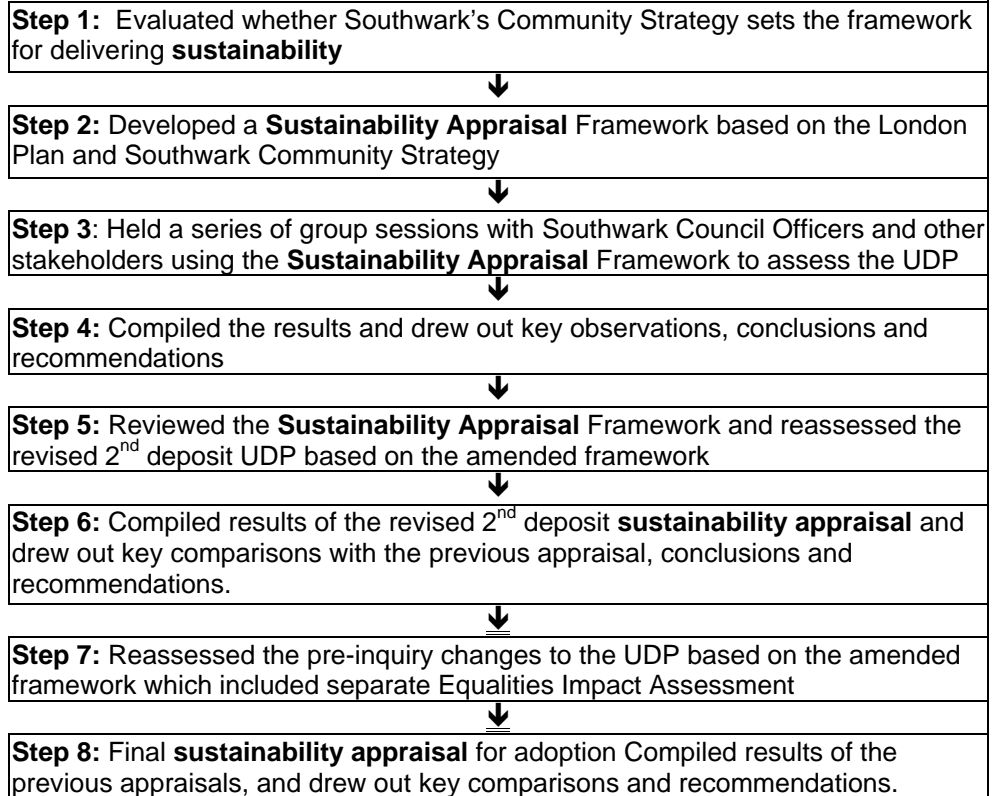 Step 1:  Evaluated whether Southwark's Community Strategy sets the framework
for delivering sustainability
Step 2: Developed a Sustainability Appraisal Framework based on the London
Plan and Southwark Community Strategy
Step 3: Held a series of group sessions with Southwark Council Officers and other
stakeholders using the Sustainability Appraisal Framework to assess the UDP
Step 4: Compiled the results and drew out key observations, conclusions and
recommendations
Step 5: Reviewed the Sustainability Appraisal Framework and reassessed the
revised 2nd deposit UDP based on the amended framework
Step 6: Compiled results of the revised 2nd deposit sustainability appraisal and
drew out key comparisons with the previous appraisal, conclusions and
recommendations.
Step 7: Reassessed the pre-inquiry changes to the UDP based on the amended
framework which included separate Equalities Impact Assessment
Step 8: Final sustainability appraisal for adoption Compiled results of the
previous appraisals, and drew out key comparisons and recommendations.